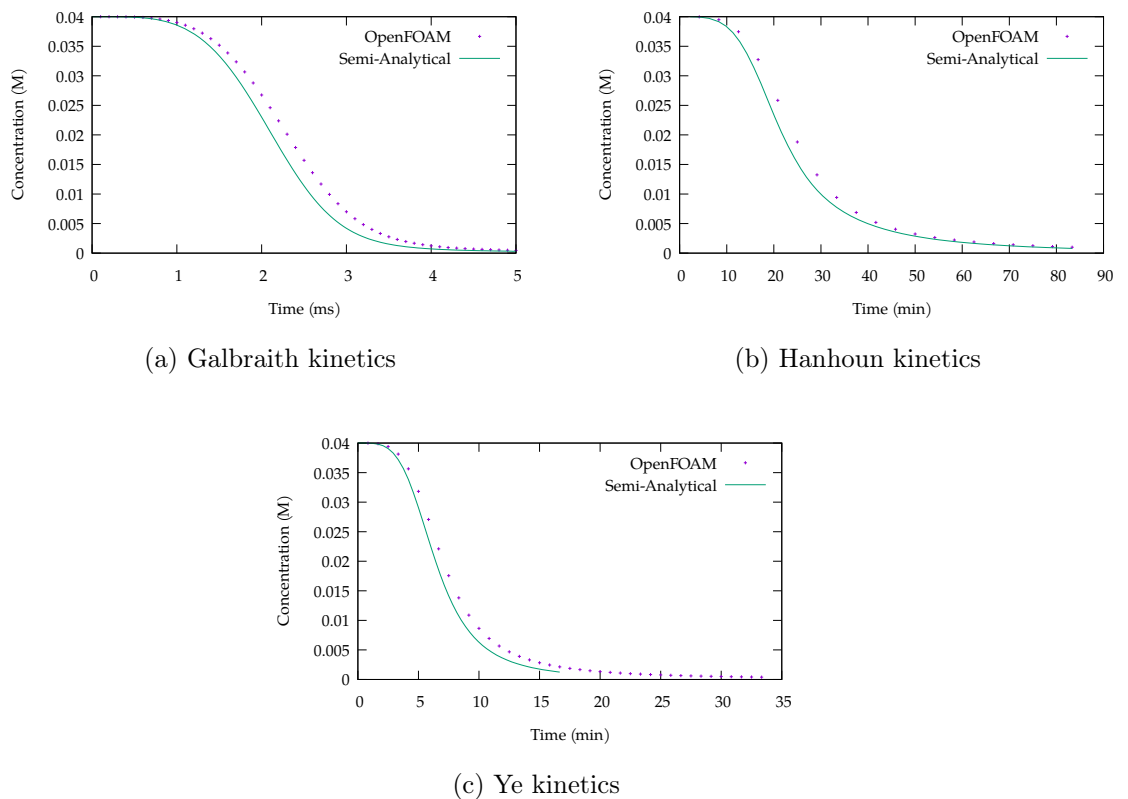 0.04
0.035
0.03
0.025
0.02
0.015
0.01
0.005
0
Concentration (M)
OpenFOAM
Semi-Analytical
0 1 2 3 4 5
Time (ms)
(a) Galbraith kinetics
0.04
0.035
0.03
0.025
0.02
0.015
0.01
0.005
0
Concentration (M)
OpenFOAM
Semi-Analytical
0 10 20 30 40 50 60 70 80 90
Time (min)
(b) Hanhoun kinetics
0.04
0.035
0.03
0.025
0.02
0.015
0.01
0.005
0
Concentration (M)
OpenFOAM
Semi-Analytical
0 5 10 15 20 25 30 35
Time (min)
(c) Ye kinetics